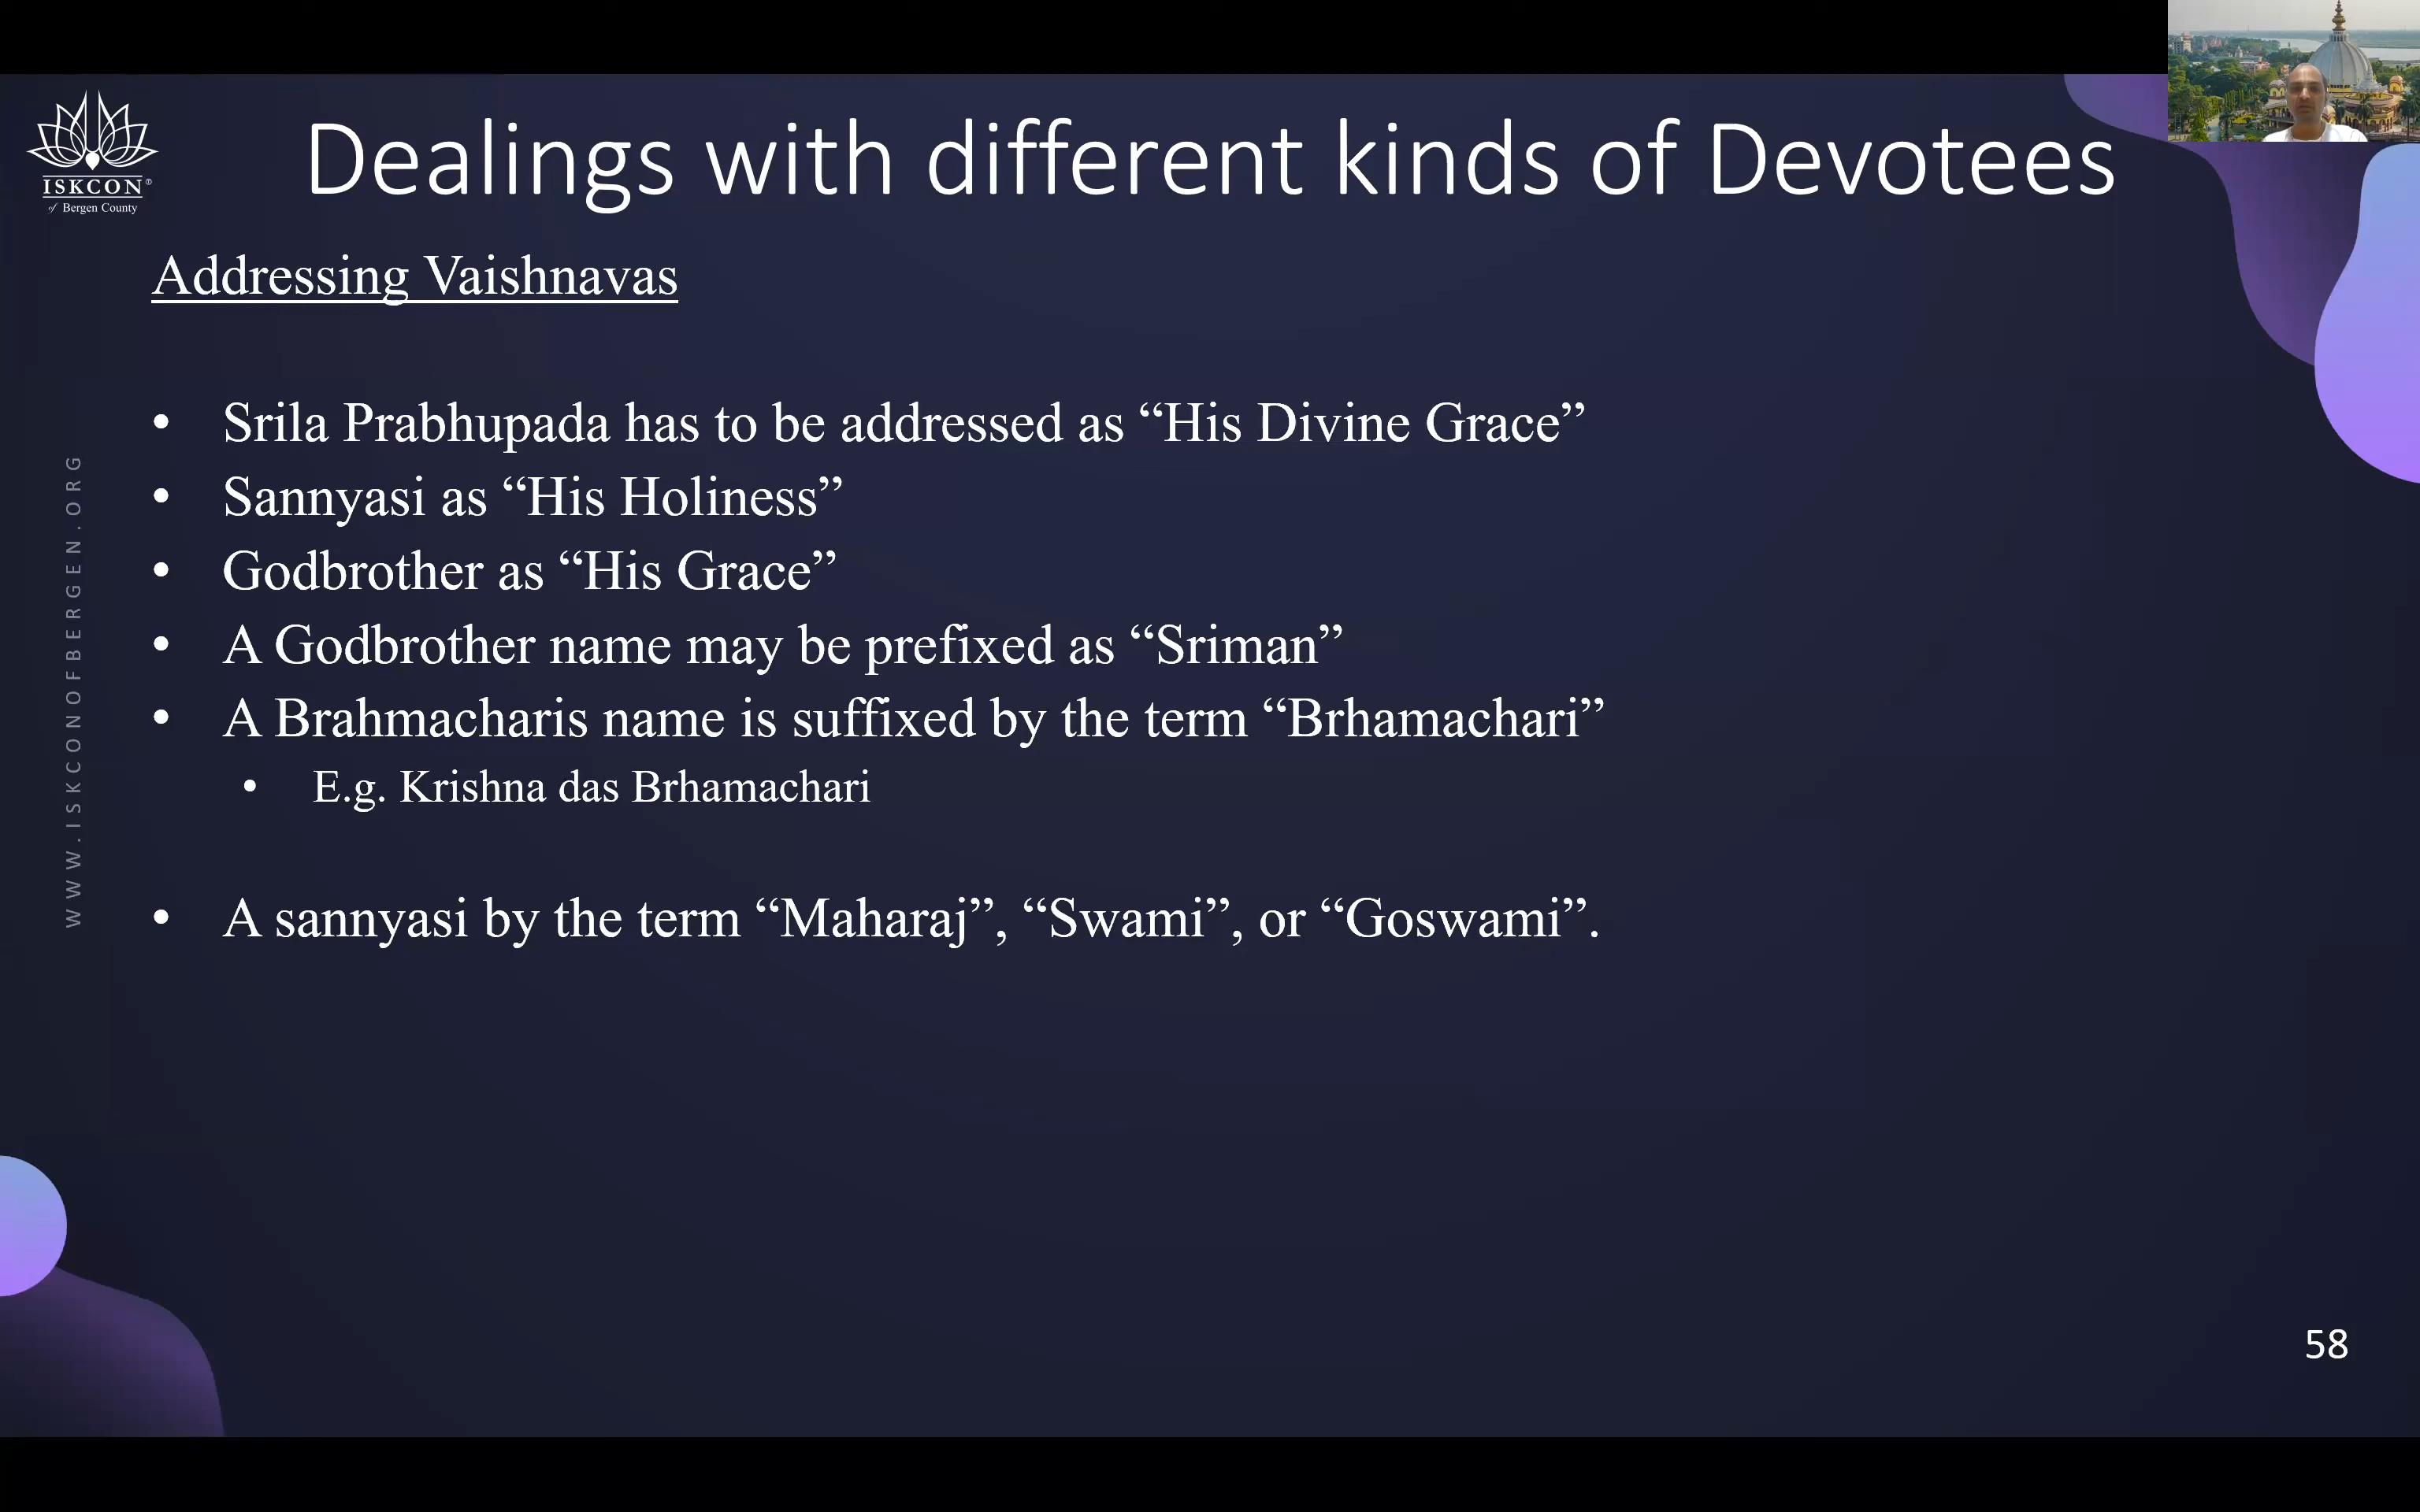 Dealings with different kinds of Devotees
ISKCON®
of Bergen County
Addressing Vaishnavas
• Srila Prabhupada has to be addressed as “His Divine Grace”
• Sannyasi as “His Holiness”
• Godbrother as “His Grace”
• A Godbrother name may be prefixed as “Sriman”
• A Brahmacharis name is suffixed by the term “Brhamachari”
• E.g. Krishna das Brhamachari
• A sannyasi by the term “Maharaj”, “Swami”, or “Goswami”.
WWW.ISKCONOFBERGEN.ORG
58